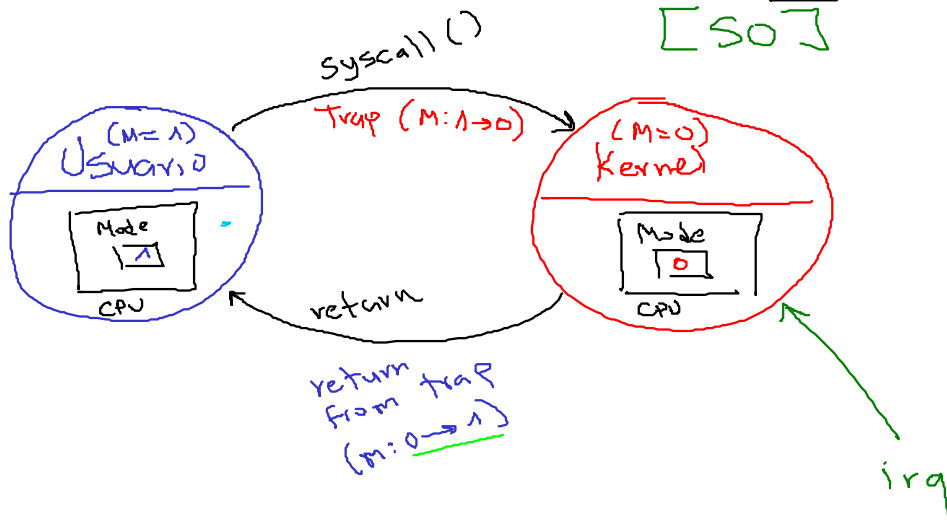 [SO]
syscall()
Trap (M: 1→0)
(M=1)
Usuario
Mode
1
CPU
(M=0)
Kernel
Mode
0
CPU
return
return
from trap
(m: 0→1)
irq